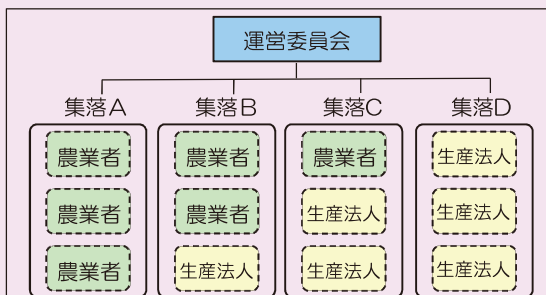 運営委員会
集落A 集落B 集落C 集落D
農業者 農業者 農業者 生産法人
農業者 農業者 生産法人 生産法人
農業者 生産法人 生産法人 生産法人